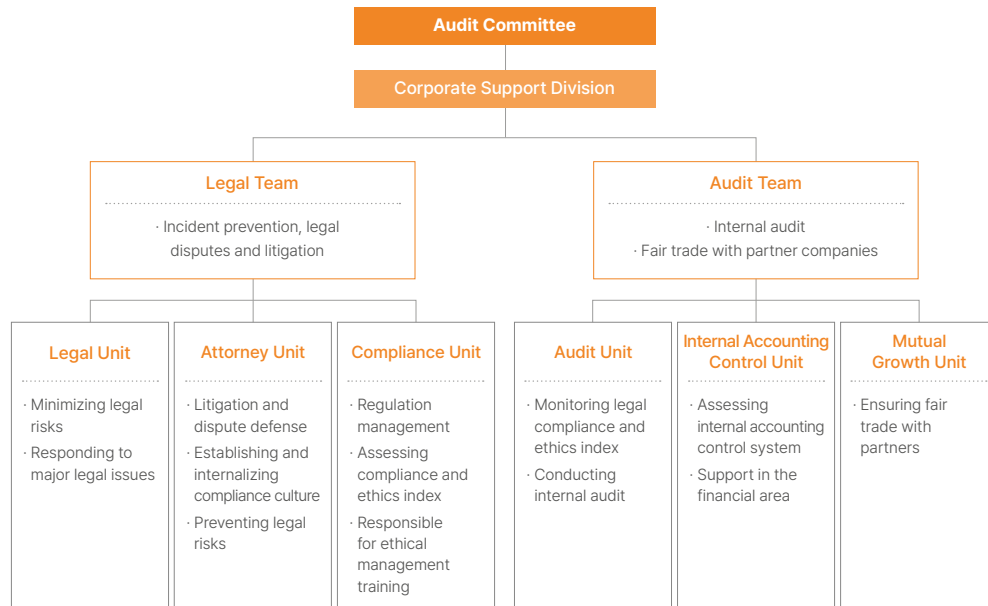 Audit Committee
Corporate Support Division
Legal Team
· Incident prevention, legal
disputes and litigation
Audit Team
· Internal audit
· Fair trade with partner companies
Legal Unit
· Minimizing legal
risks
· Responding to
major legal issues
Attorney Unit
· Litigation and
dispute defense
· Establishing and
internalizing
compliance culture
· Preventing legal
risks
Compliance Unit
· Regulation
management
· Assessing
compliance and
ethics index
· Responsible
for ethical
management
training
Audit Unit
· Monitoring legal
compliance and
ethics index
· Conducting
internal audit
Internal Accounting
Control Unit
· Assessing
internal accounting
control system
· Support in the
financial area
Mutual
Growth Unit
· Ensuring fair
trade with
partners